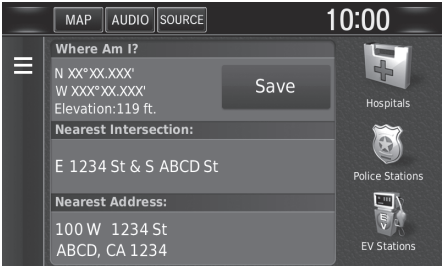 MAP AUDIO SOURCE 10:00
Where Am I?
N XX°XX.XXX'
W XXX°XX.XXX'
Elevation:119 ft.
Save
Nearest Intersection:
E 1234 St & S ABCD St
Nearest Address:
100 W 1234 St
ABCD, CA 1234
Hospitals
Police Stations
EV
EV Stations